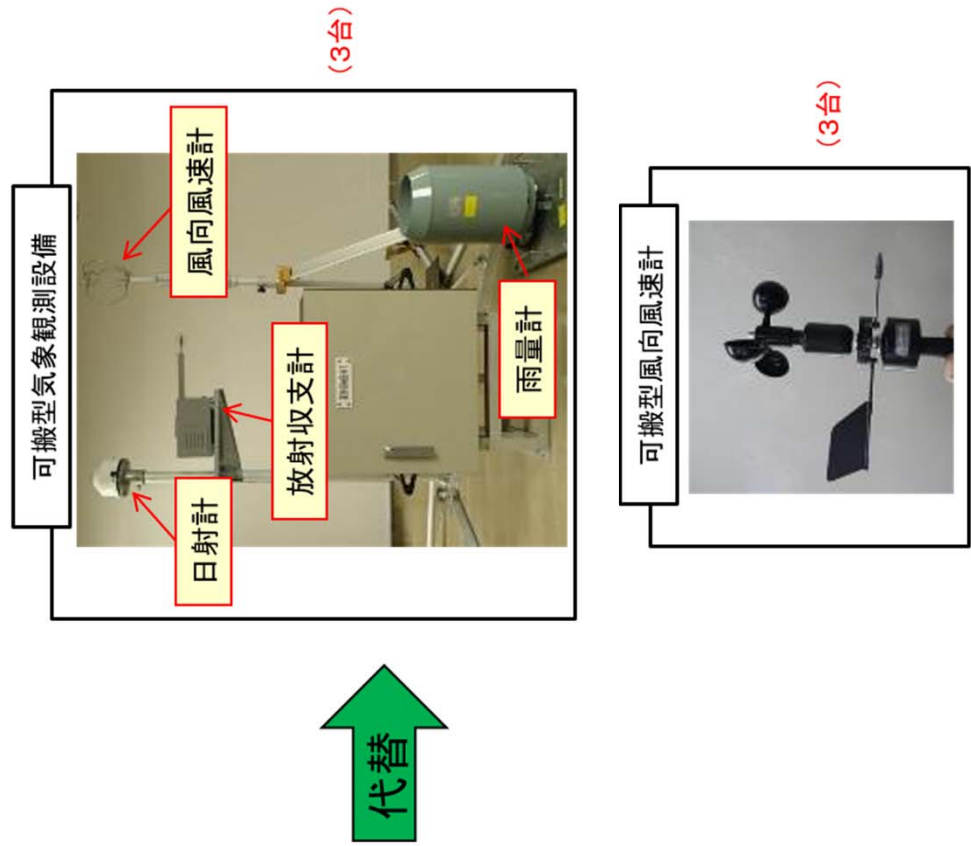 可搬型気象観測設備
(3台)
風向風速計
日射計
放射収支計
雨量計
代替
可搬型風向風速計
(3台)